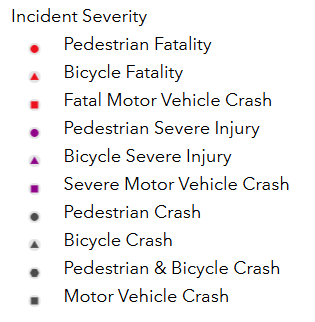 Incident Severity
Pedestrian Fatality
Bicycle Fatality
Fatal Motor Vehicle Crash
Pedestrian Severe Injury
Bicycle Severe Injury
Severe Motor Vehicle Crash
Pedestrian Crash
Bicycle Crash
Pedestrian & Bicycle Crash
Motor Vehicle Crash